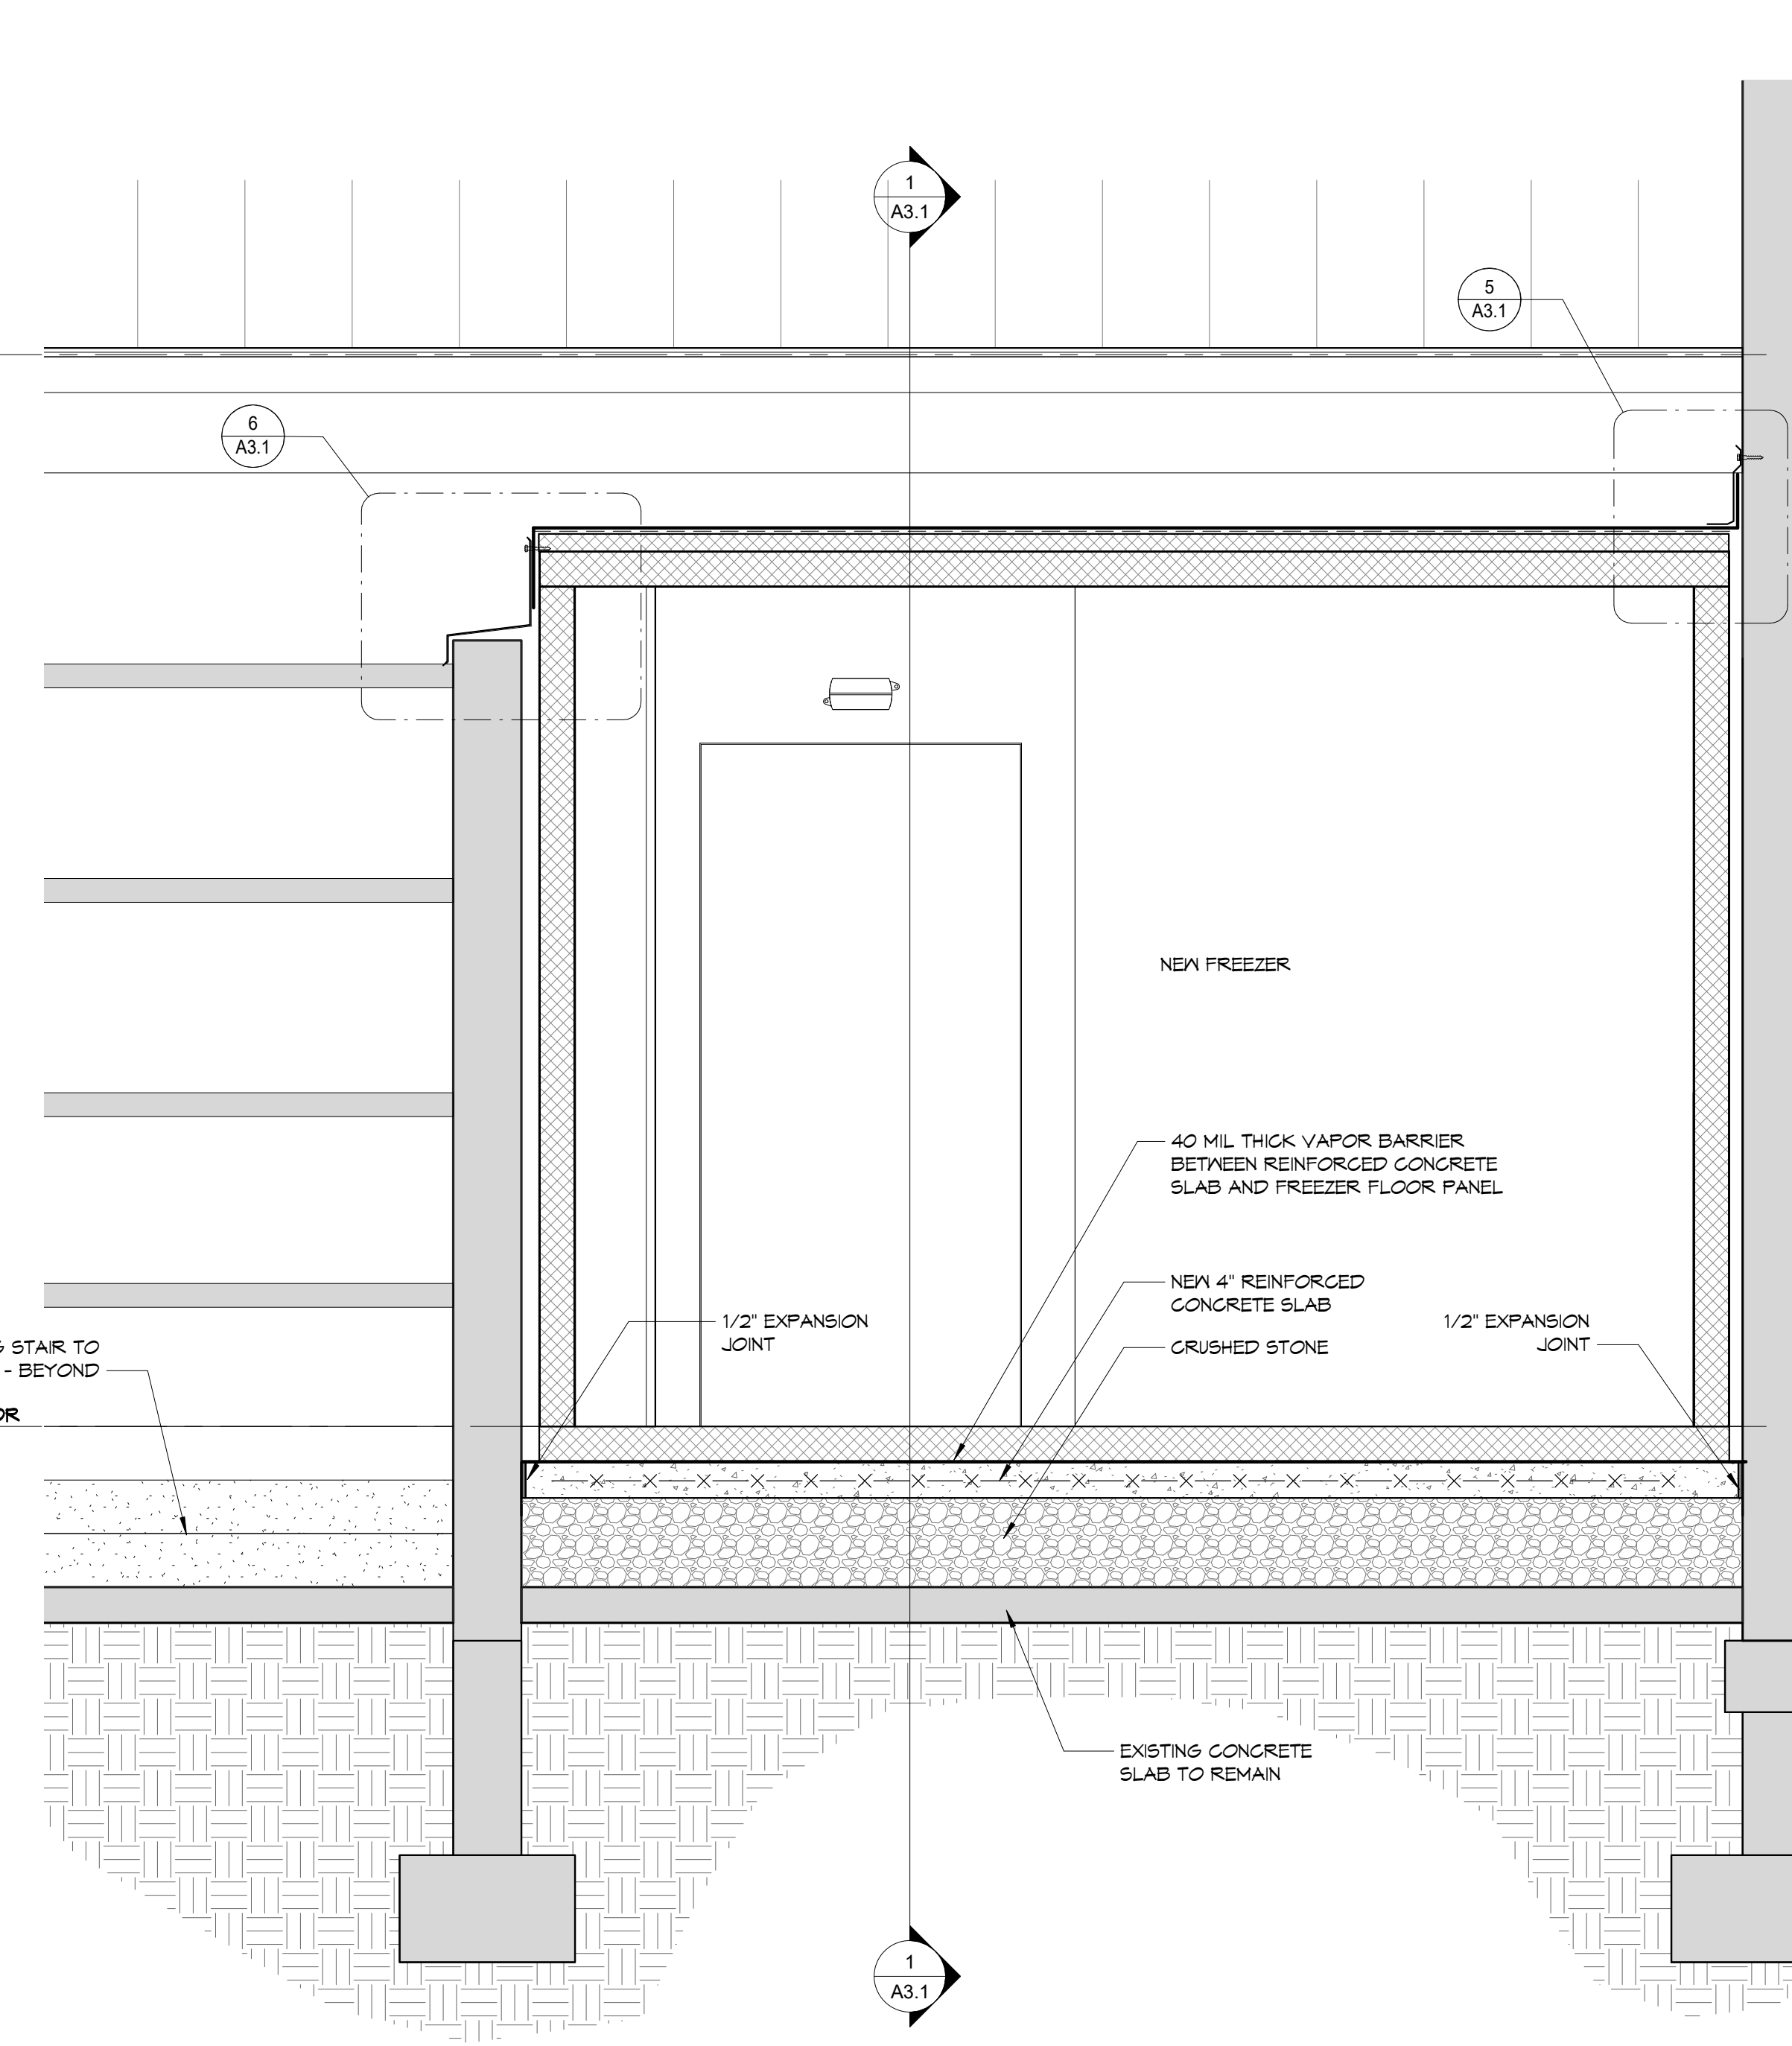 1
A3.1
5
A3.1
6
A3.1
NEW FREEZER
40 MIL THICK VAPOR BARRIER
BETWEEN REINFORCED CONCRETE
SLAB AND FREEZER FLOOR PANEL
NEW 4" REINFORCED
CONCRETE SLAB
1/2" EXPANSION
JOINT
CRUSHED STONE
1/2" EXPANSION
JOINT
STAIR TO
- BEYOND
EXISTING CONCRETE
SLAB TO REMAIN
1
A3.1